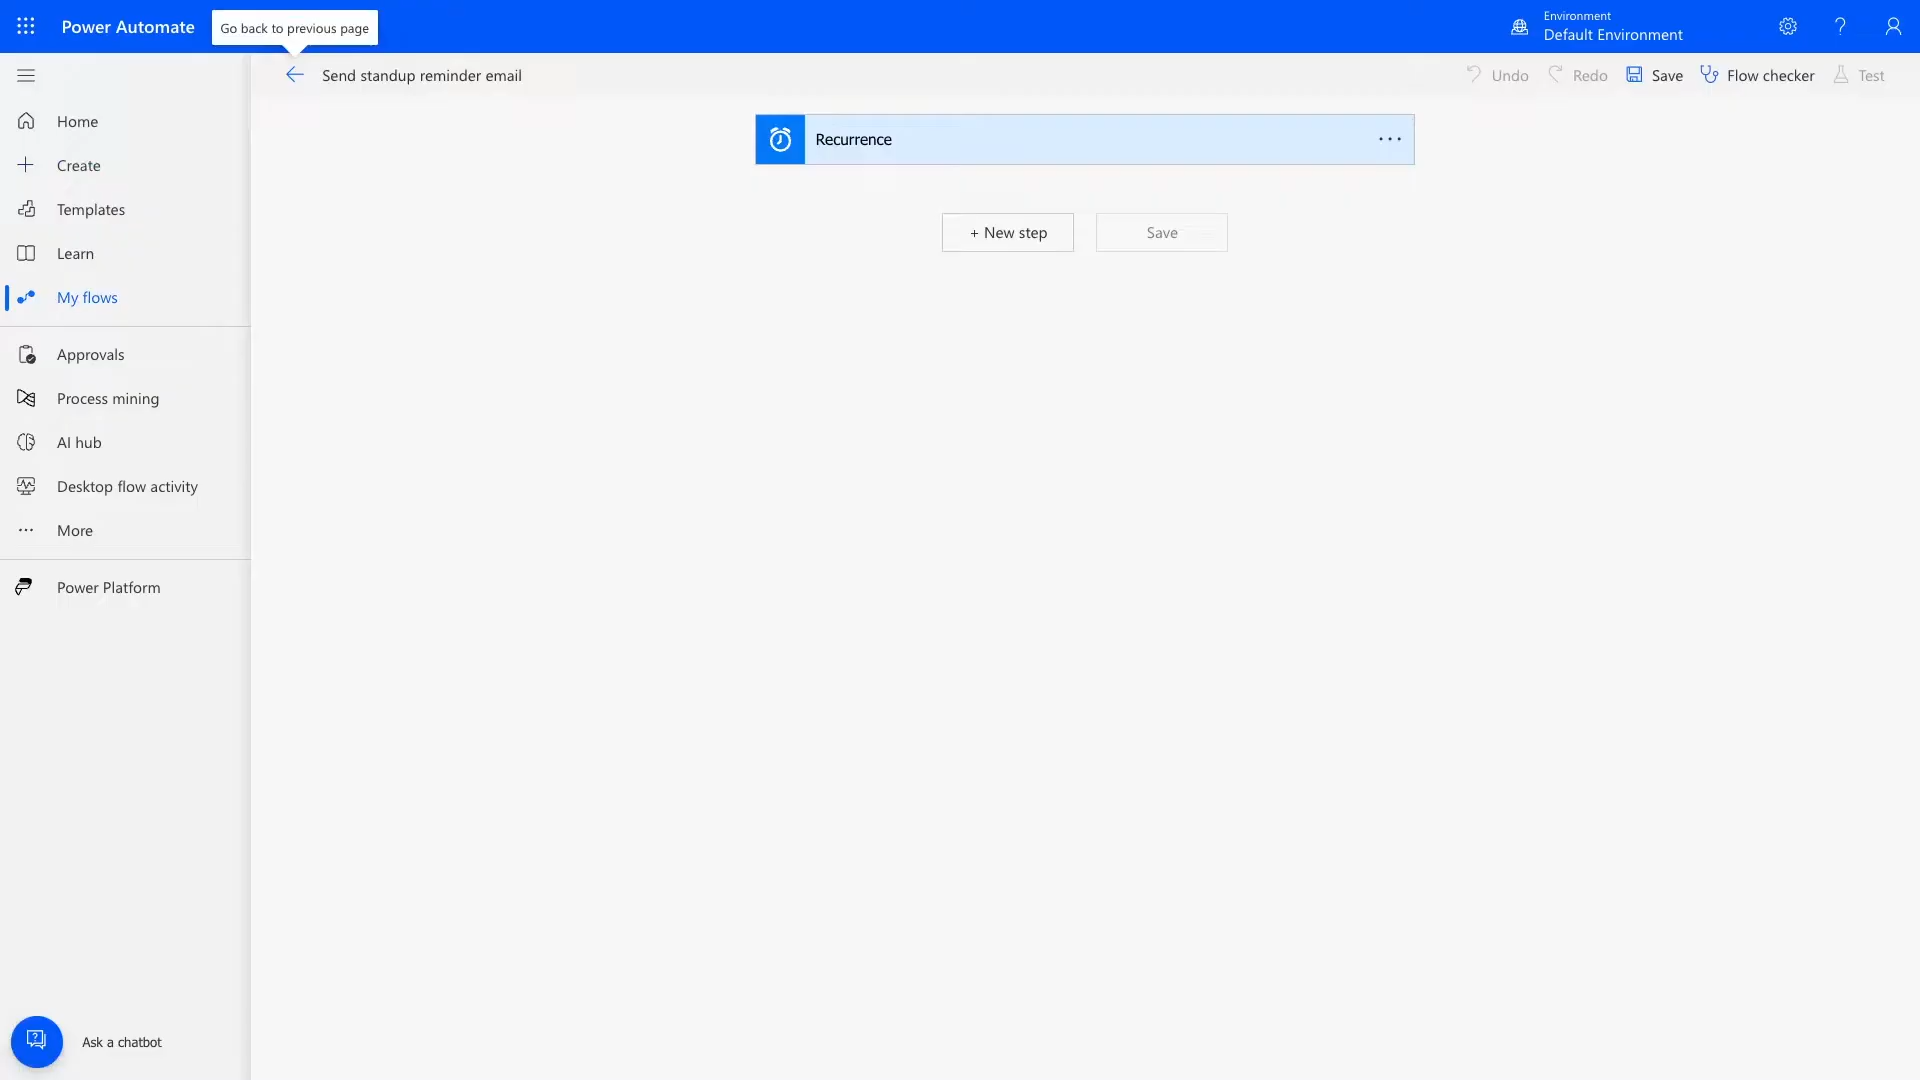 Power Automate
Go back to previous page
Environment
Default Environment
Send standup reminder email
Undo
Redo
Save
Flow checker
Test
Home
Create
Templates
Learn
My flows
Approvals
Process mining
AI hub
Desktop flow activity
More
Power Platform
Recurrence
+ New step
Save
Ask a chatbot